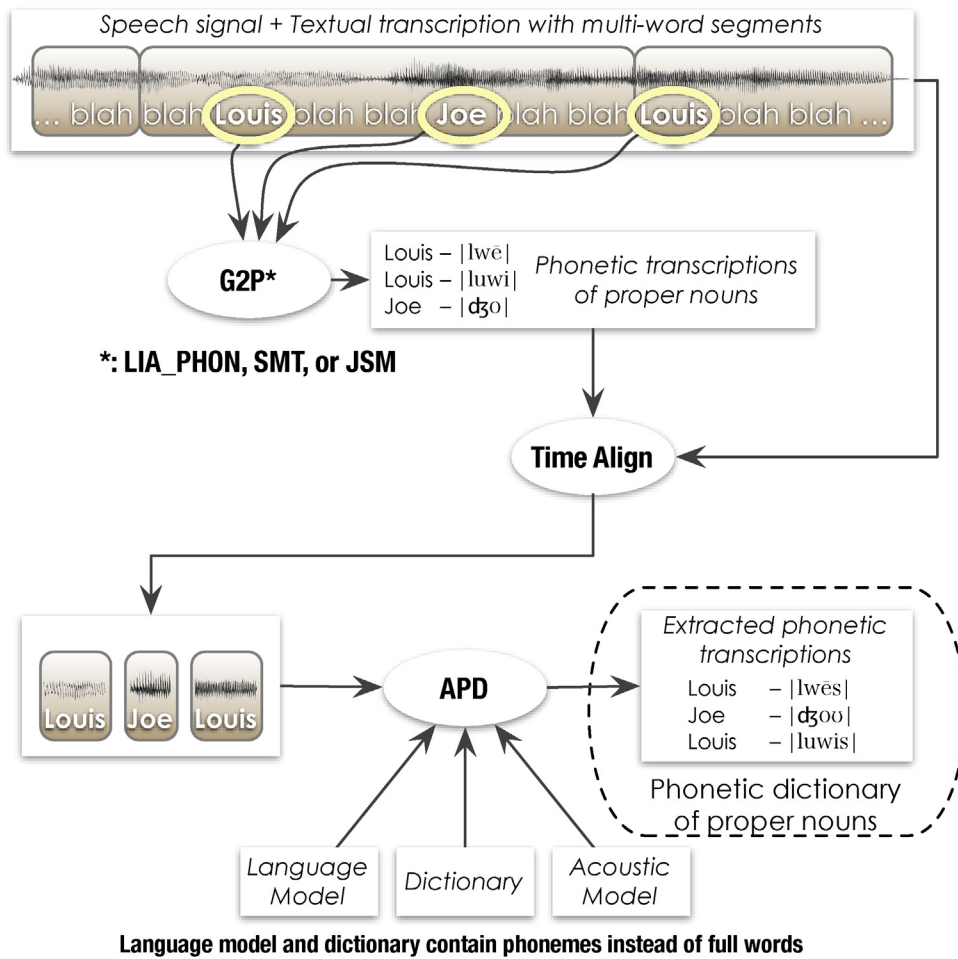 Speech signal + Textual transcription with multi-word segments
... blah blah Louis blah blah Joe blah blah Louis blah blah ...
G2P*
Louis – |lwē|
Louis – |luwi|
Joe – |ʤo|
Phonetic transcriptions
of proper nouns
*: LIA_PHON, SMT, or JSM
Time Align
Louis Joe Louis
APD
Extracted phonetic
transcriptions
Louis – |lwēs|
Joe – |ʤoʊ|
Louis – |luwis|
Phonetic dictionary
of proper nouns
Language
Model
Dictionary
Acoustic
Model
Language model and dictionary contain phonemes instead of full words